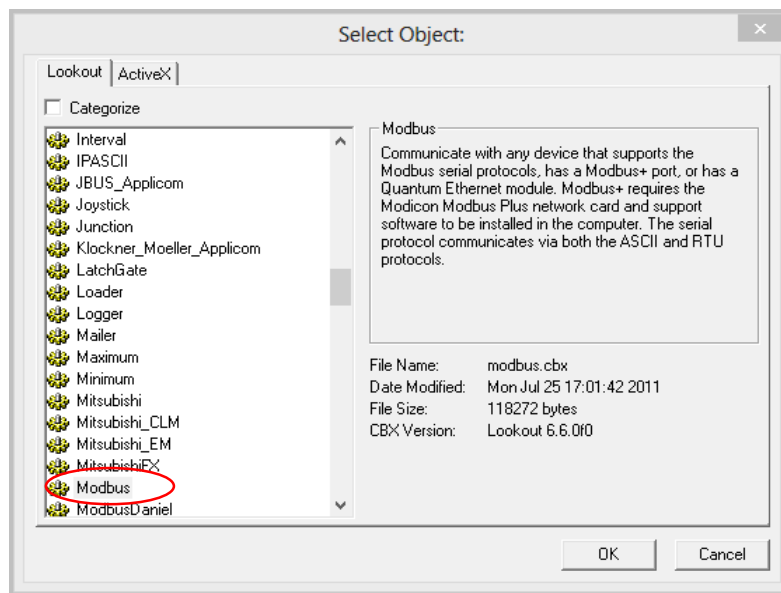 Select Object:
Lookout
ActiveX
Categorize
Interval
IPASCII
JBUS_Applicom
Joystick
Junction
Klockner_Moeller_Applicom
LatchGate
Loader
Logger
Mailer
Maximum
Minimum
Mitsubishi
Mitsubishi_CLM
Mitsubishi_EM
MitsubishiFX
Modbus
ModbusDaniel
Modbus
Communicate with any device that supports the
Modbus serial protocols, has a Modbus+ port, or has a
Quantum Ethernet module. Modbus+ requires the
Modicon Modbus Plus network card and support
software to be installed in the computer. The serial
protocol communicates via both the ASCII and RTU
protocols.
File Name: modbus.cbx
Date Modified: Mon Jul 25 17:01:42 2011
File Size: 118272 bytes
CBX Version: Lookout 6.6.0f0
OK
Cancel